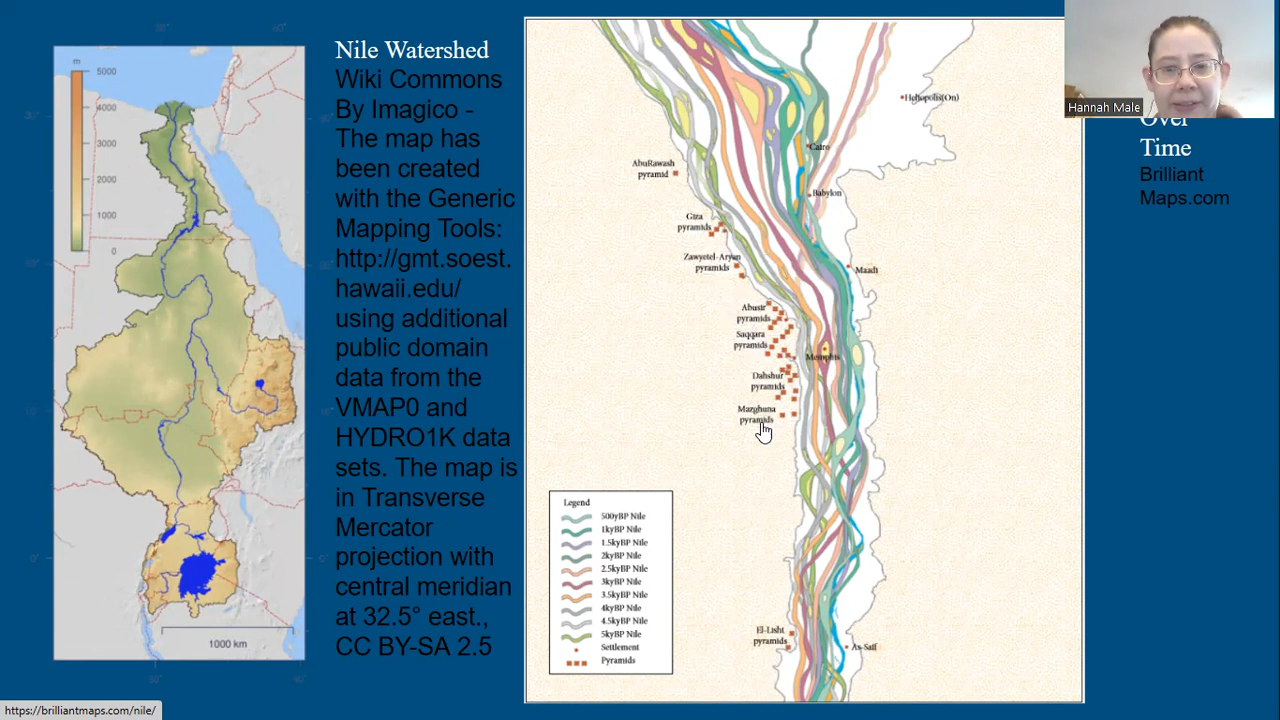 m
5000
4000
3000
2000
1000
0
1000 km
Nile Watershed
Wiki Commons
By Imagico -
The map has
been created
with the Generic
Mapping Tools:
http://gmt.soest.
hawaii.edu/
using additional
public domain
data from the
VMAP0 and
HYDRO1K data
sets. The map is
in Transverse
Mercator
projection with
central meridian
at 32.5° east.,
CC BY-SA 2.5
Heliopolis(On)
Cairo
AbuRawash
pyramid
Babylon
Giza
pyramids
Zawyetel-Aryan
pyramids
Maadi
Abusir
pyramids
Saqqara
pyramids
Memphis
Dahshur
pyramids
Mazghuna
pyramids
El-Lisht
pyramids
As-Saff
Legend
500yBP Nile
1kyBP Nile
1.5kyBP Nile
2kyBP Nile
2.5kyBP Nile
3kyBP Nile
3.5kyBP Nile
4kyBP Nile
4.5kyBP Nile
5kyBP Nile
Settlement
Pyramids
Hannah Male
Over
Time
Brilliant
Maps.com
https://brilliantmaps.com/nile/